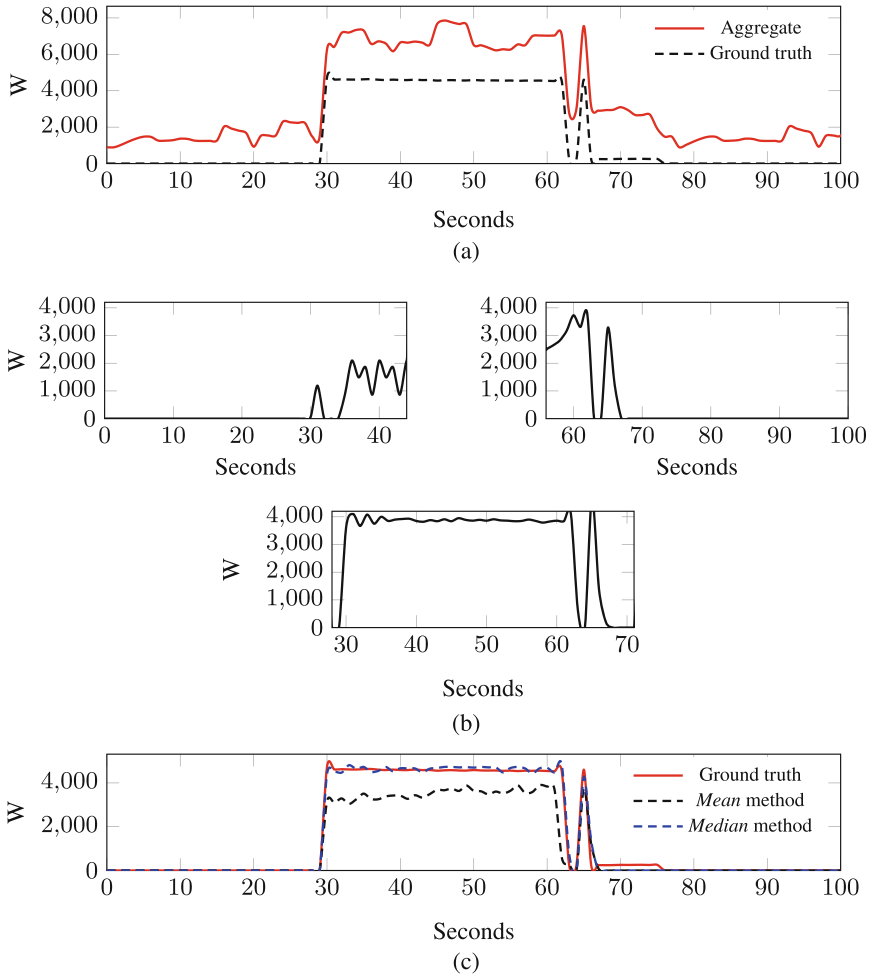 8,000
6,000
4,000
2,000
0
W
Aggregate
Ground truth
0 10 20 30 40 50 60 70 80 90 100
Seconds
(a)
4,000
3,000
2,000
1,000
0
W
0 10 20 30 40
Seconds
4,000
3,000
2,000
1,000
0
60 70 80 90 100
Seconds
4,000
3,000
2,000
1,000
0
W
30 40 50 60 70
Seconds
(b)
4,000
2,000
0
W
Ground truth
Mean method
Median method
0 10 20 30 40 50 60 70 80 90 100
Seconds
(c)